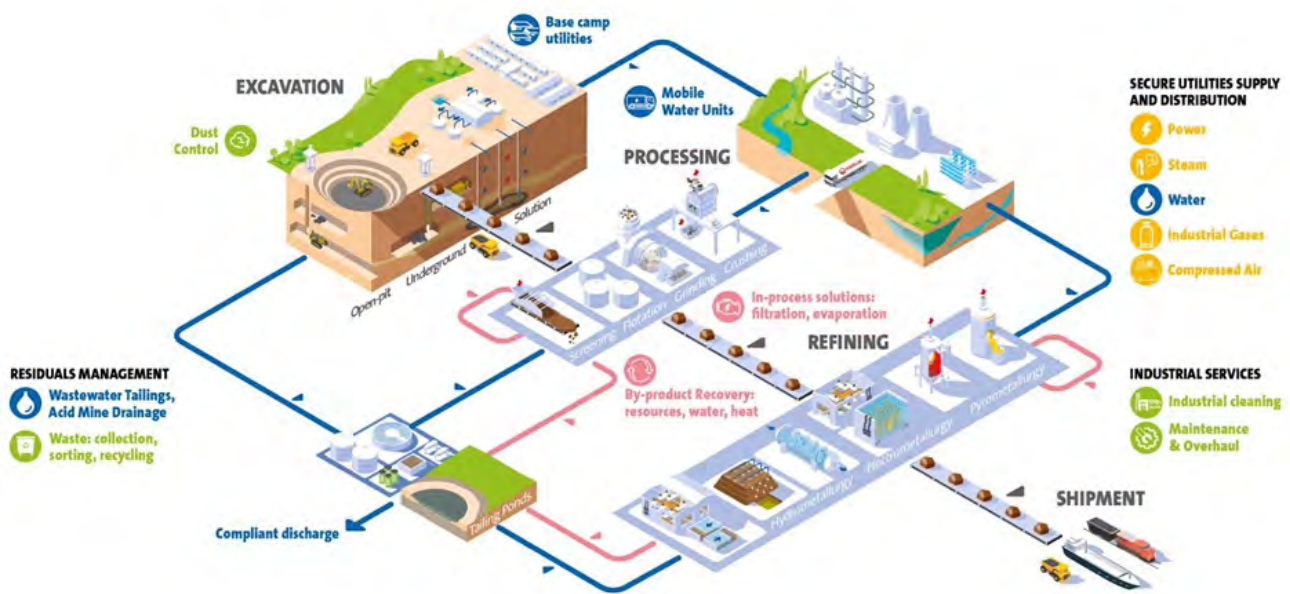 Base camp
utilities
EXCAVATION
Mobile
Water Units
Dust
Control
PROCESSING
SECURE UTILITIES SUPPLY
AND DISTRIBUTION
Power
Steam
Water
Industrial Gases
Compressed Air
Open-pit
Underground
Solution
Screening
Flotation
Grinding
Crushing
In-process solutions:
filtration, evaporation
REFINING
By-product Recovery:
resources, water, heat
RESIDUALS MANAGEMENT
Wastewater Tailings,
Acid Mine Drainage
Waste: collection,
sorting, recycling
INDUSTRIAL SERVICES
Industrial cleaning
Maintenance
& Overhaul
Hydrometallurgy
Electrometallurgy
Pyrometallurgy
SHIPMENT
Tailing Ponds
Compliant discharge